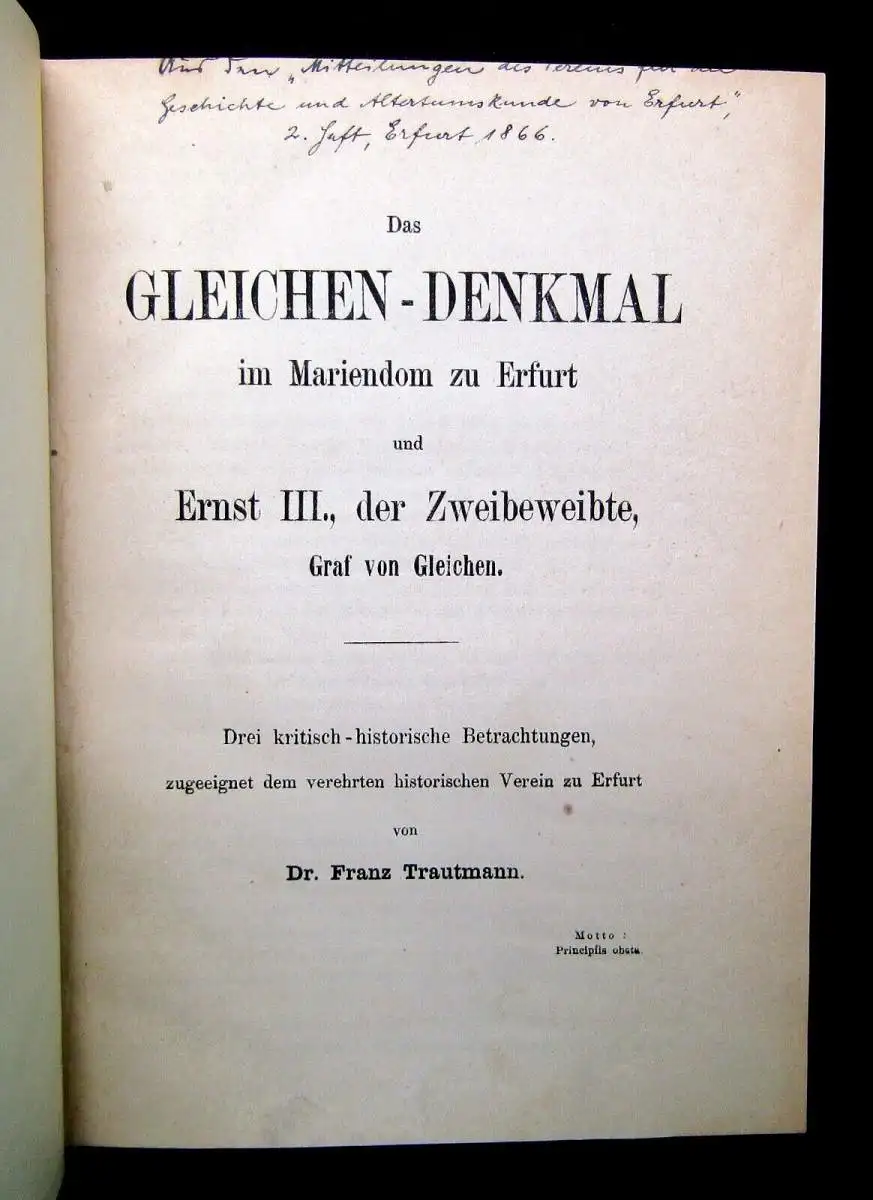 Aus den „Mitteilungen des Vereins für die
Geschichte und Altertumskunde von Erfurt“,
2. Heft, Erfurt 1866.
Das
GLEICHEN-DENKMAL
im Mariendom zu Erfurt
und
Ernst III., der Zweibeweibte,
Graf von Gleichen.
Drei kritisch-historische Betrachtungen,
zugeeignet dem verehrten historischen Verein zu Erfurt
von
Dr. Franz Trautmann.
Motto:
Principiis obsta.